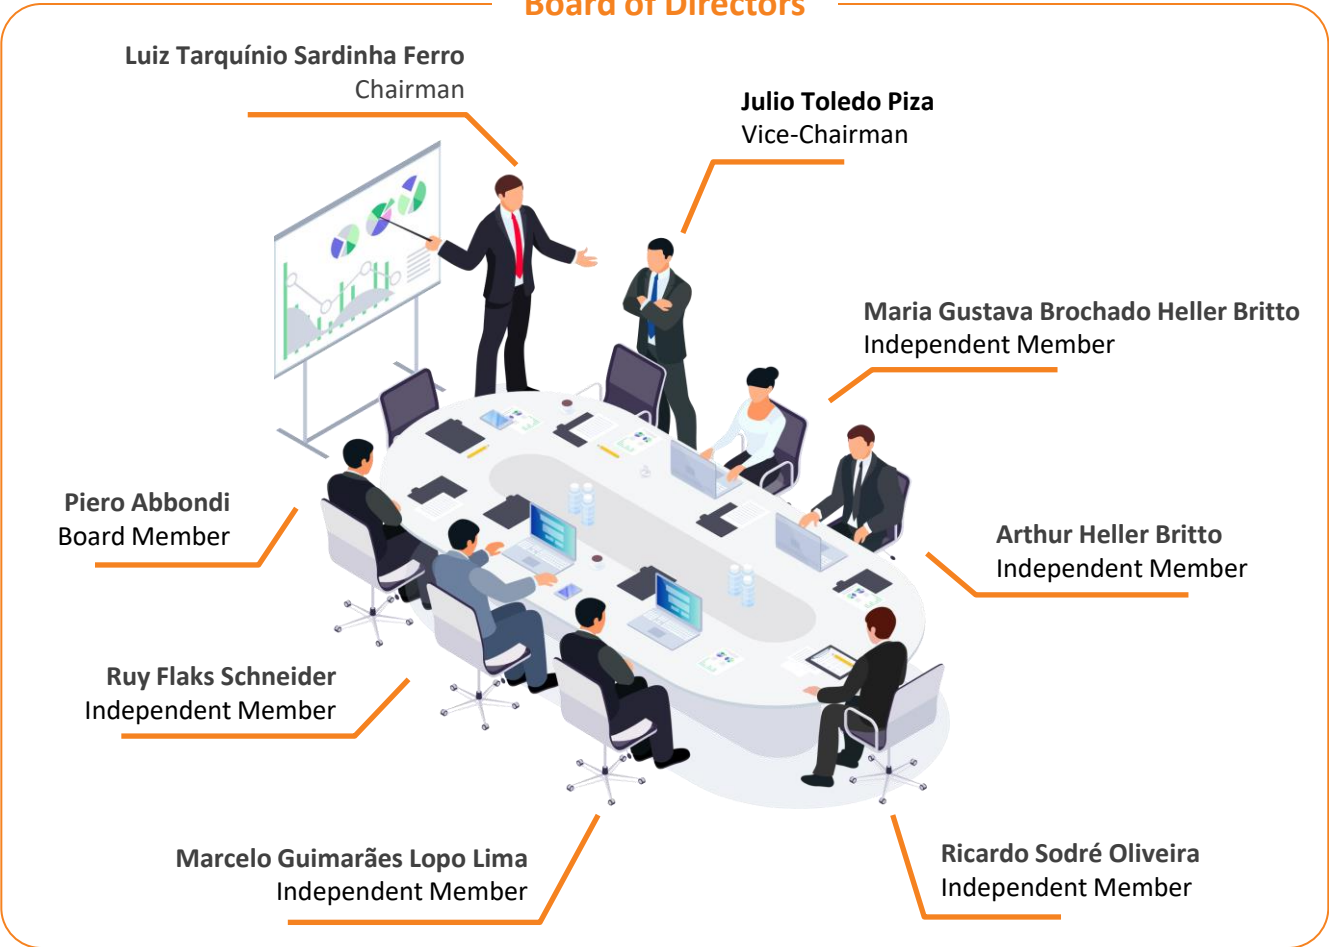 Board of Directors
Luiz Tarquínio Sardinha Ferro
Chairman
Julio Toledo Piza
Vice-Chairman
Maria Gustava Brochado Heller Britto
Independent Member
Piero Abbondi
Board Member
Arthur Heller Britto
Independent Member
Ruy Flaks Schneider
Independent Member
Marcelo Guimarães Lopo Lima
Independent Member
Ricardo Sodré Oliveira
Independent Member